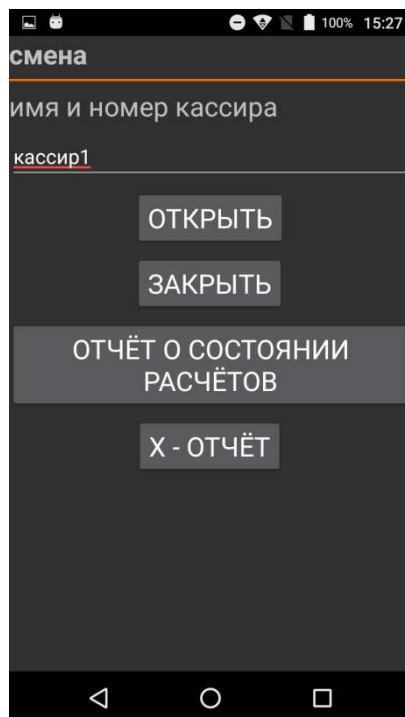 100% 15:27
смена
имя и номер кассира
кассир1
ОТКРЫТЬ
ЗАКРЫТЬ
ОТЧЁТ О СОСТОЯНИИ
РАСЧЁТОВ
X - ОТЧЁТ